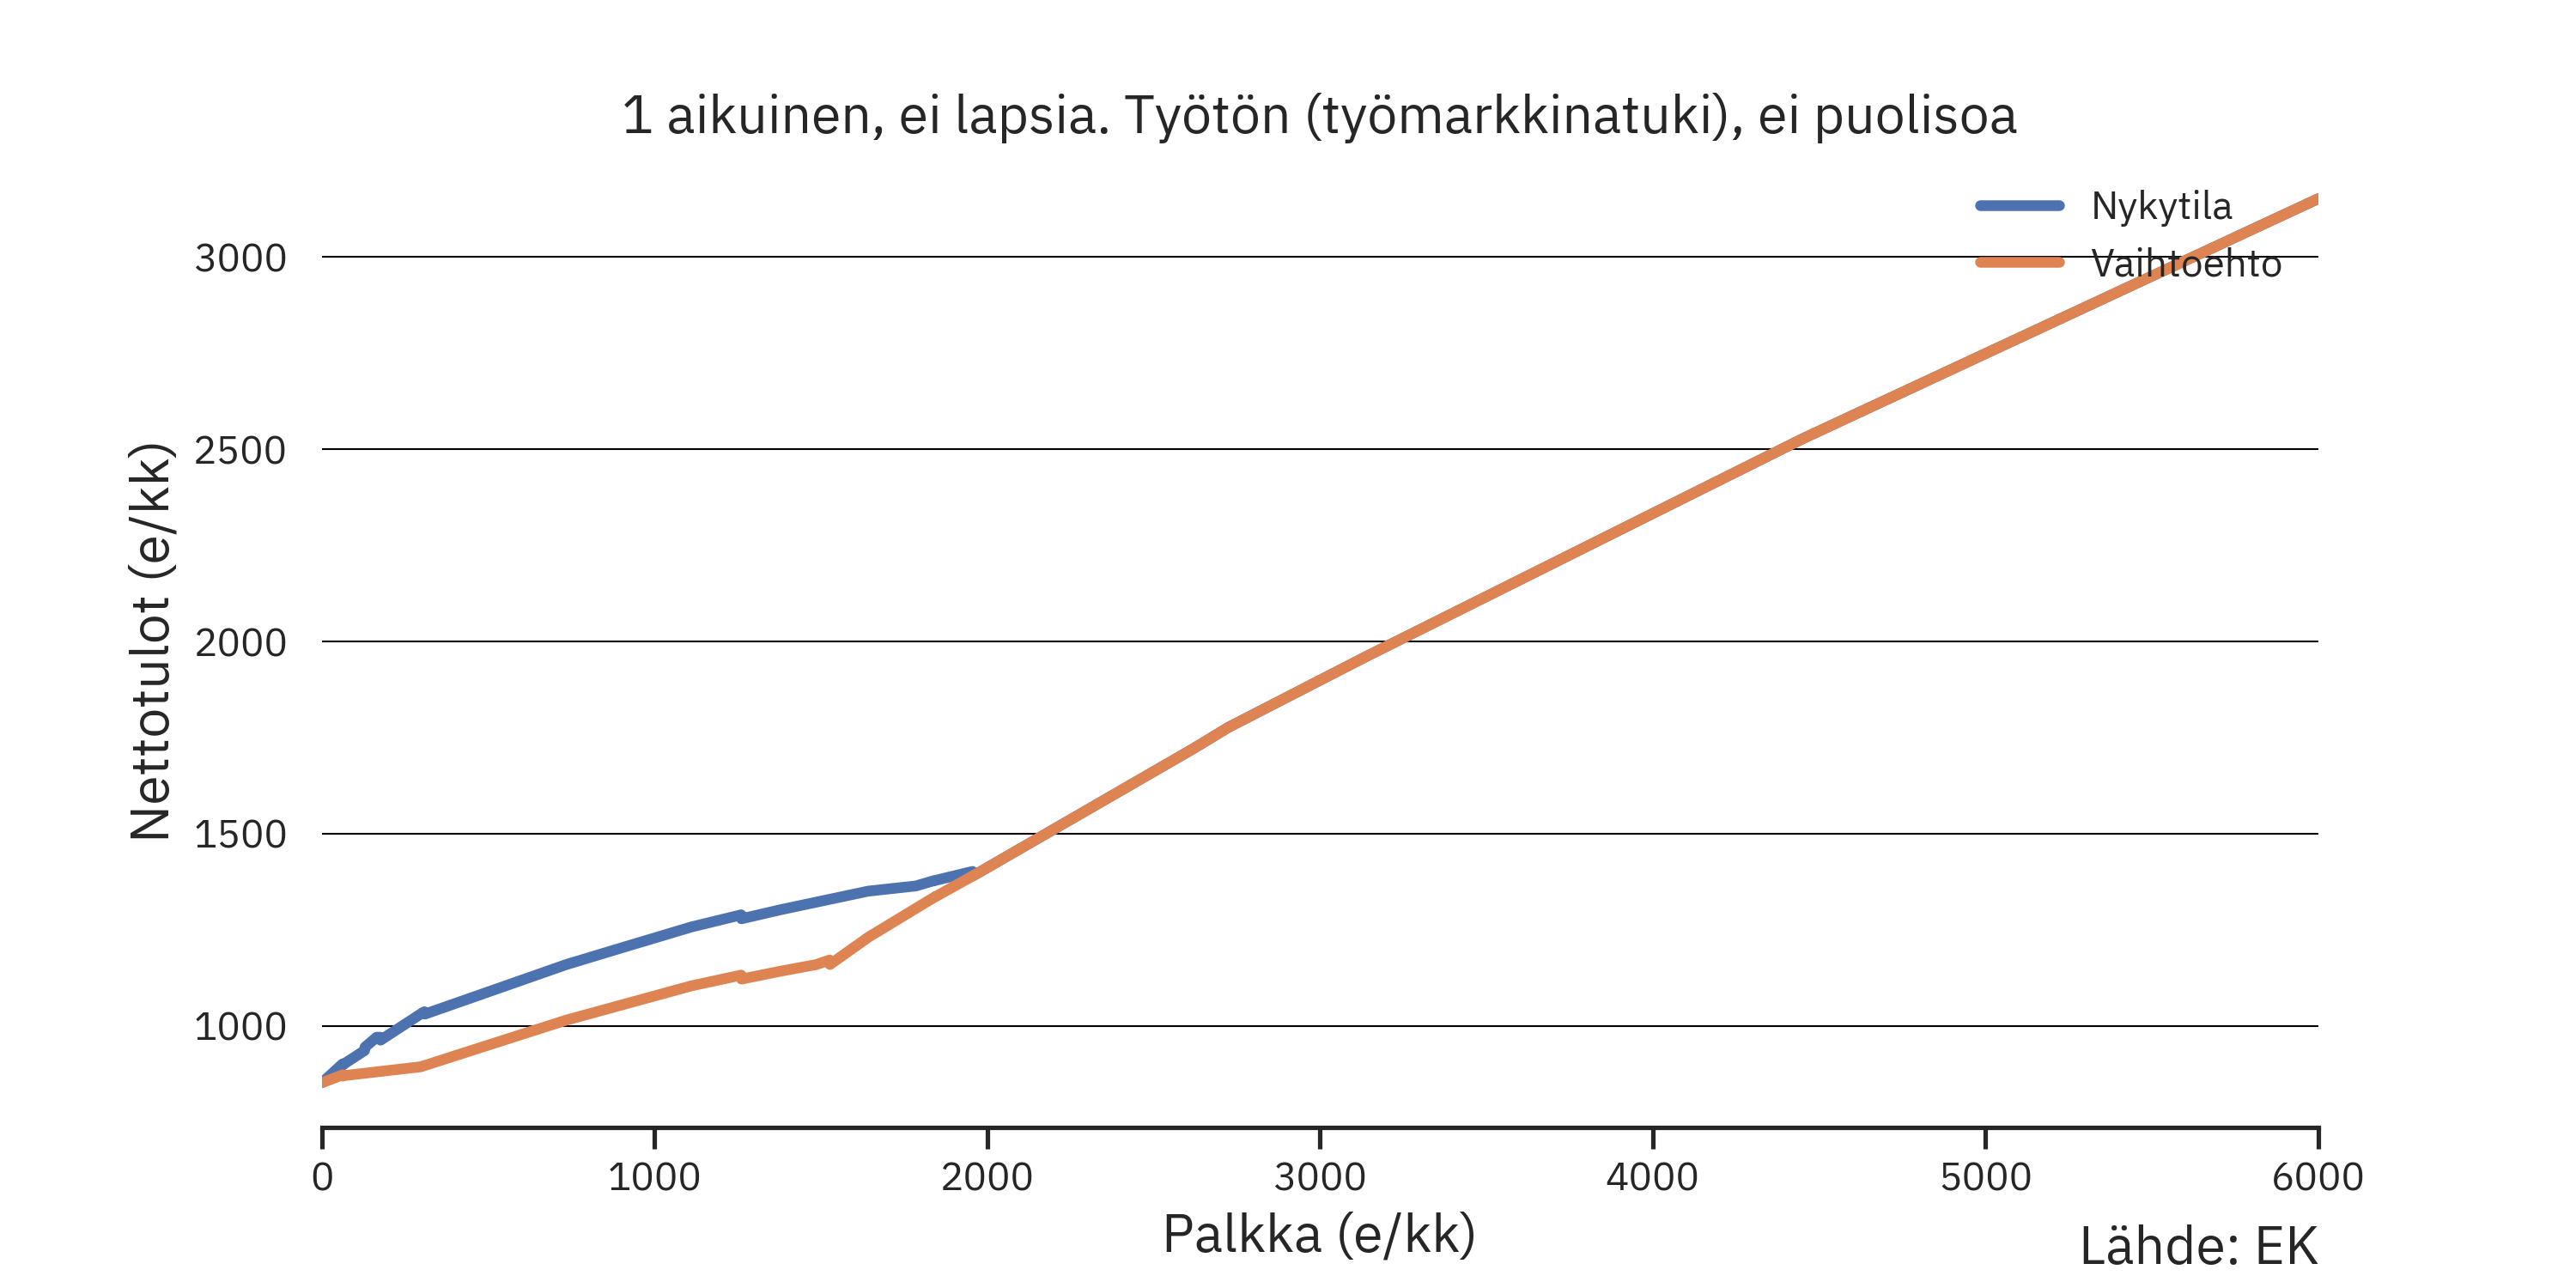 1 aikuinen, ei lapsia. Työtön (työmarkkinatuki), ei puolisoa
Nykytila
Vaihtoehto
Nettotulot (e/kk)
3000
2500
2000
1500
1000
0 1000 2000 3000 4000 5000 6000
Palkka (e/kk)
Lähde: EK